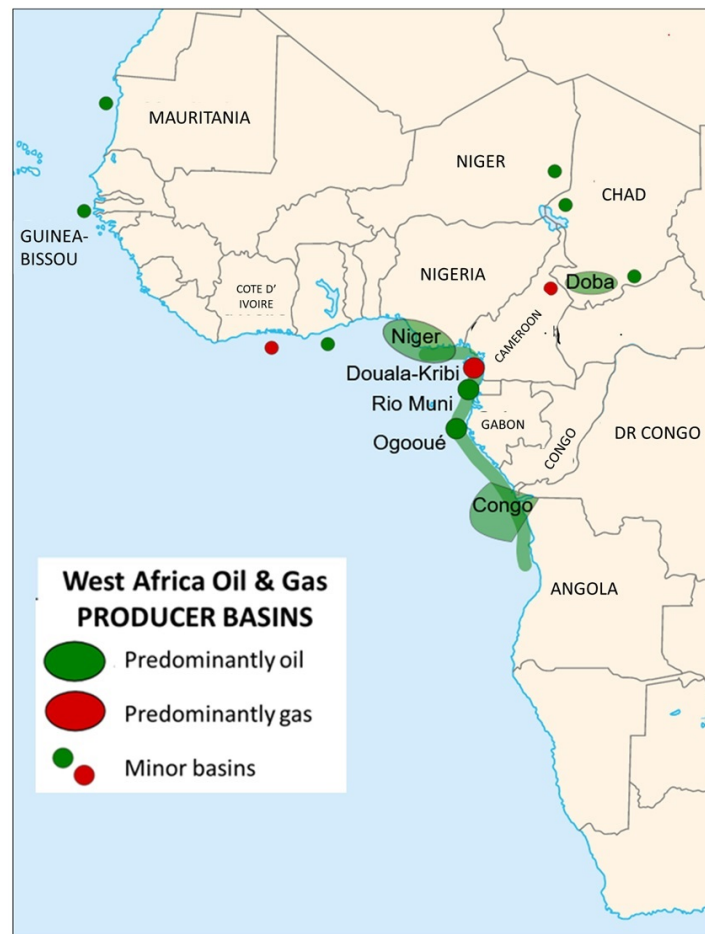 MAURITANIA
NIGER
CHAD
GUINEA-
BISSOU
COTE D'
IVOIRE
NIGERIA
Doba
CAMEROON
Niger
Douala-Kribi
Rio Muni
GABON
Ogooué
CONGO
DR CONGO
Congo
ANGOLA
West Africa Oil & Gas
PRODUCER BASINS
Predominantly oil
Predominantly gas
Minor basins